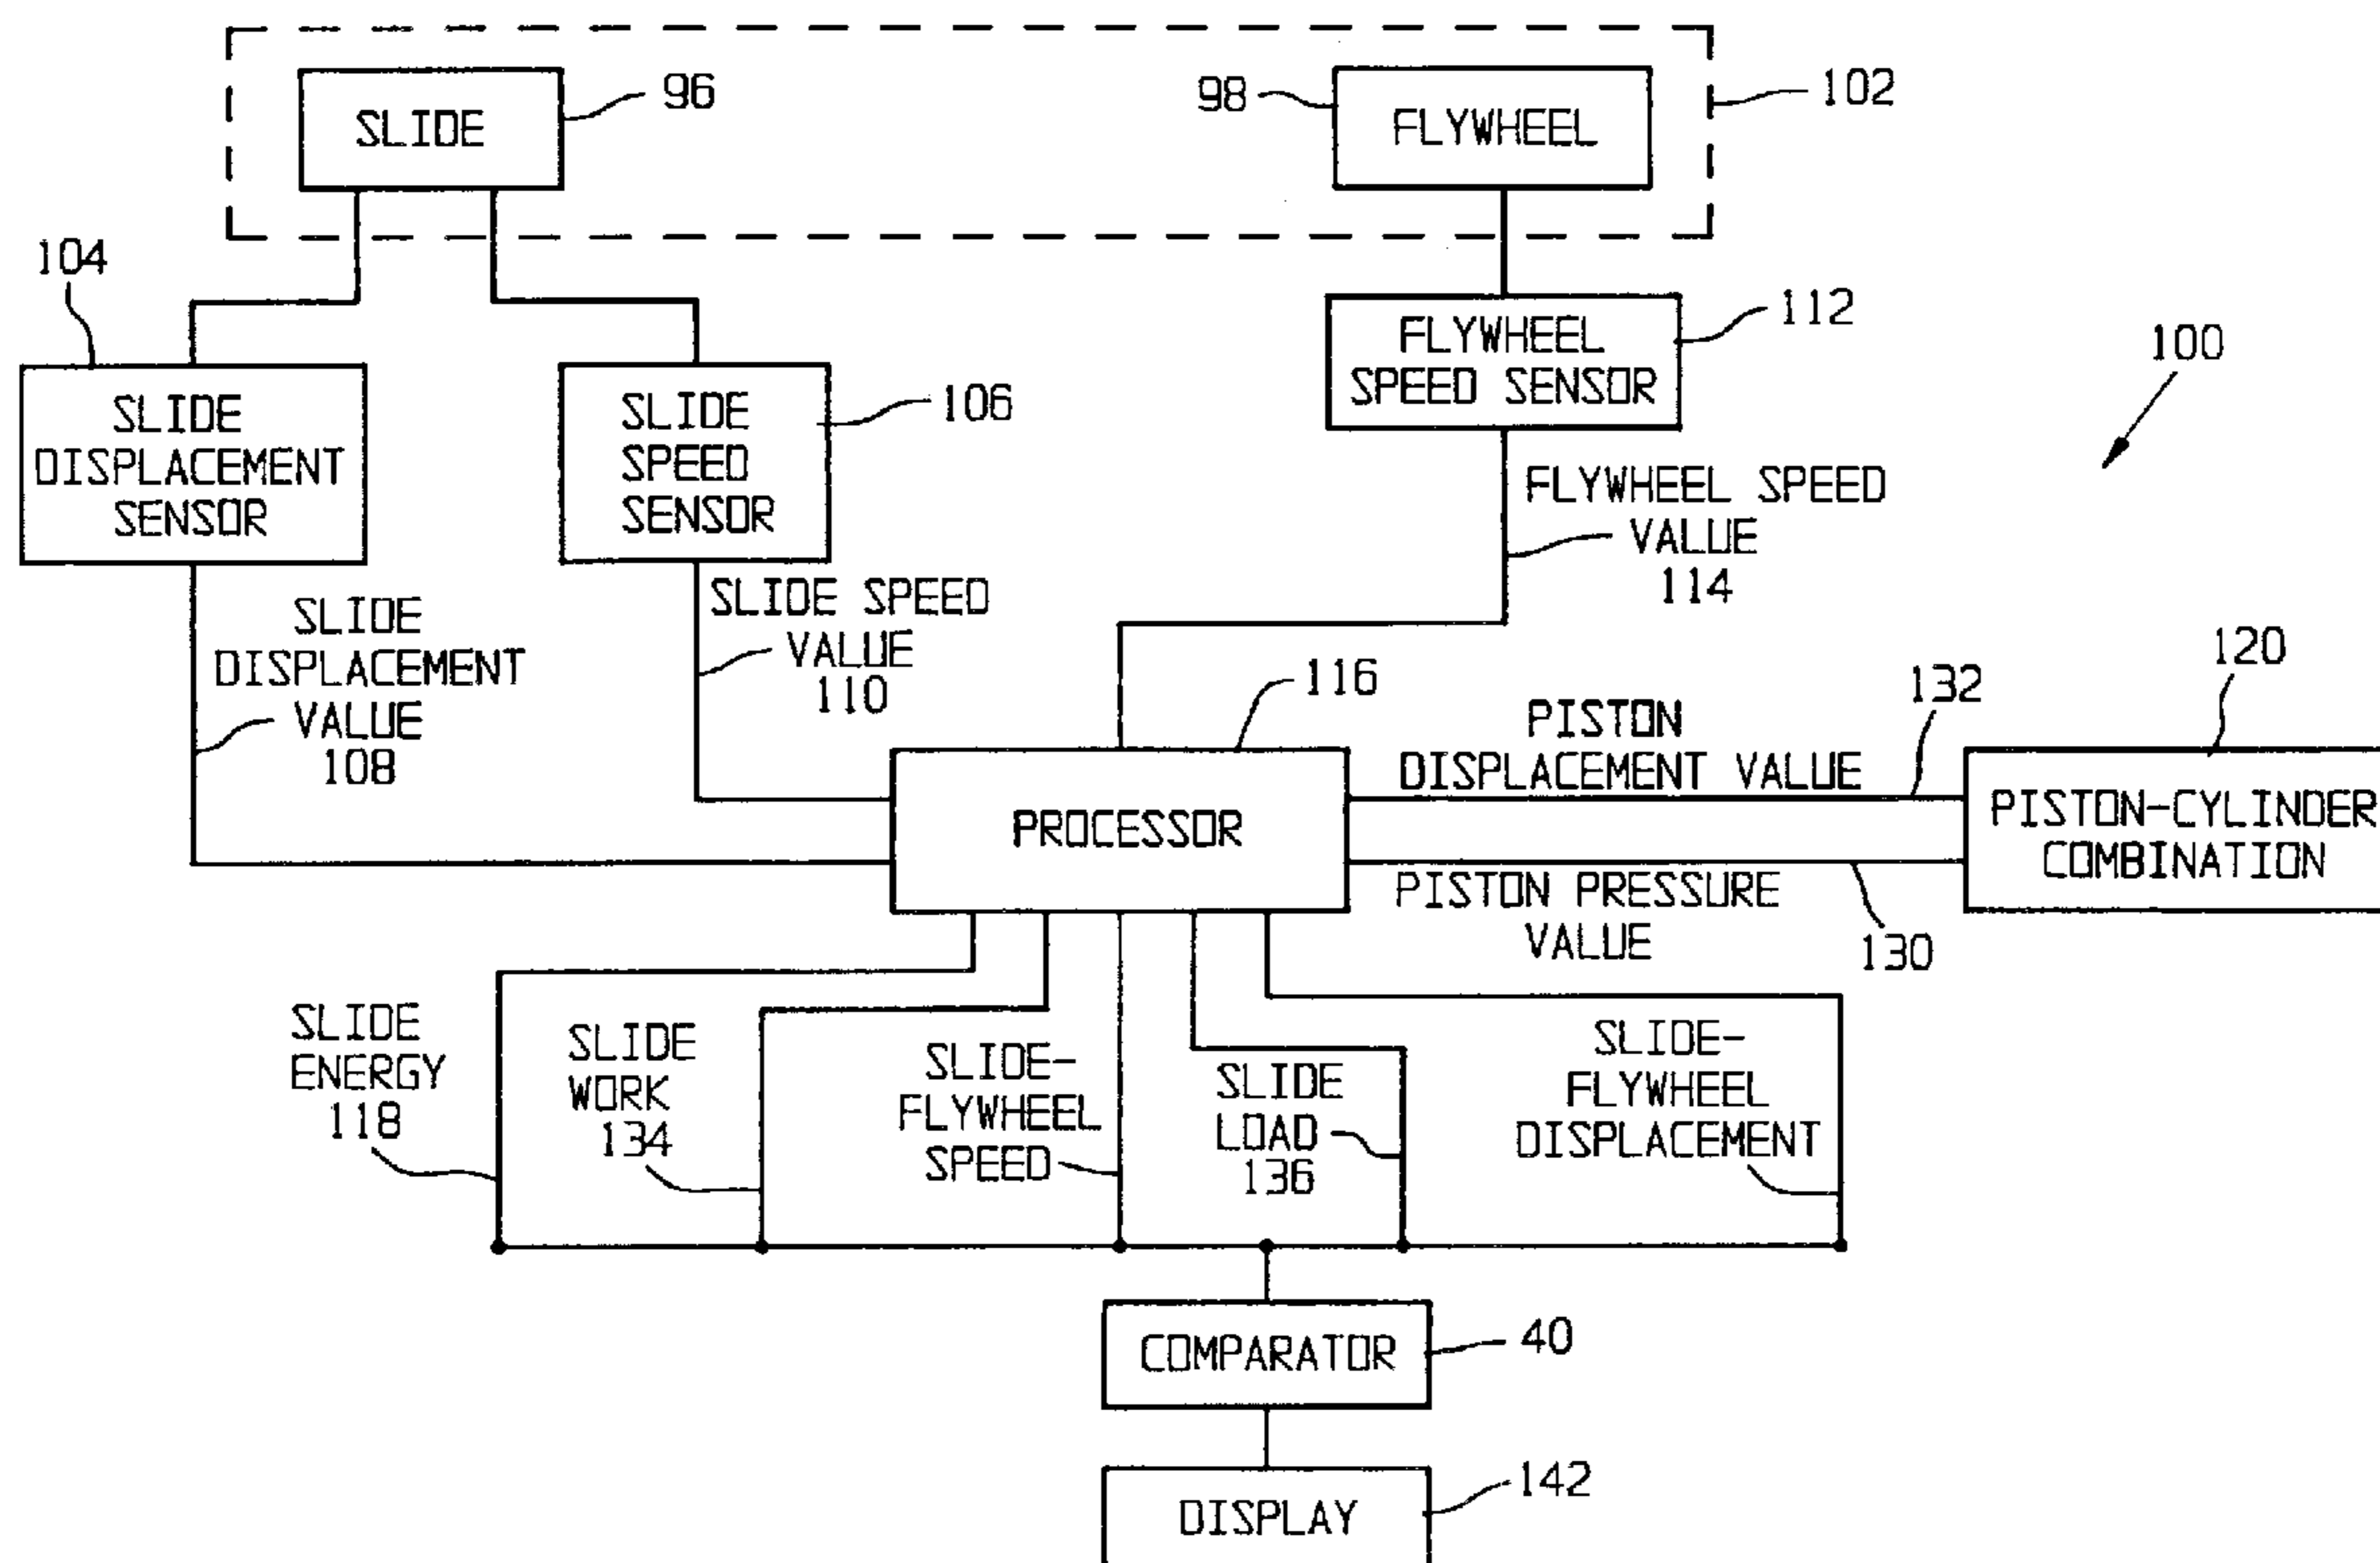 SLIDE
96
98
FLYWHEEL
102
104
SLIDE
DISPLACEMENT
SENSOR
SLIDE
SPEED
SENSOR
106
FLYWHEEL
SPEED SENSOR
112
100
FLYWHEEL SPEED
VALUE
114
SLIDE
DISPLACEMENT
VALUE
108
SLIDE SPEED
VALUE
110
116
PROCESSOR
PISTON
DISPLACEMENT VALUE
132
120
PISTON-CYLINDER
COMBINATION
PISTON PRESSURE
VALUE
130
SLIDE
ENERGY
118
SLIDE
WORK
134
SLIDE-
FLYWHEEL
SPEED
SLIDE
LOAD
136
SLIDE-
FLYWHEEL
DISPLACEMENT
COMPARATOR
40
DISPLAY
142